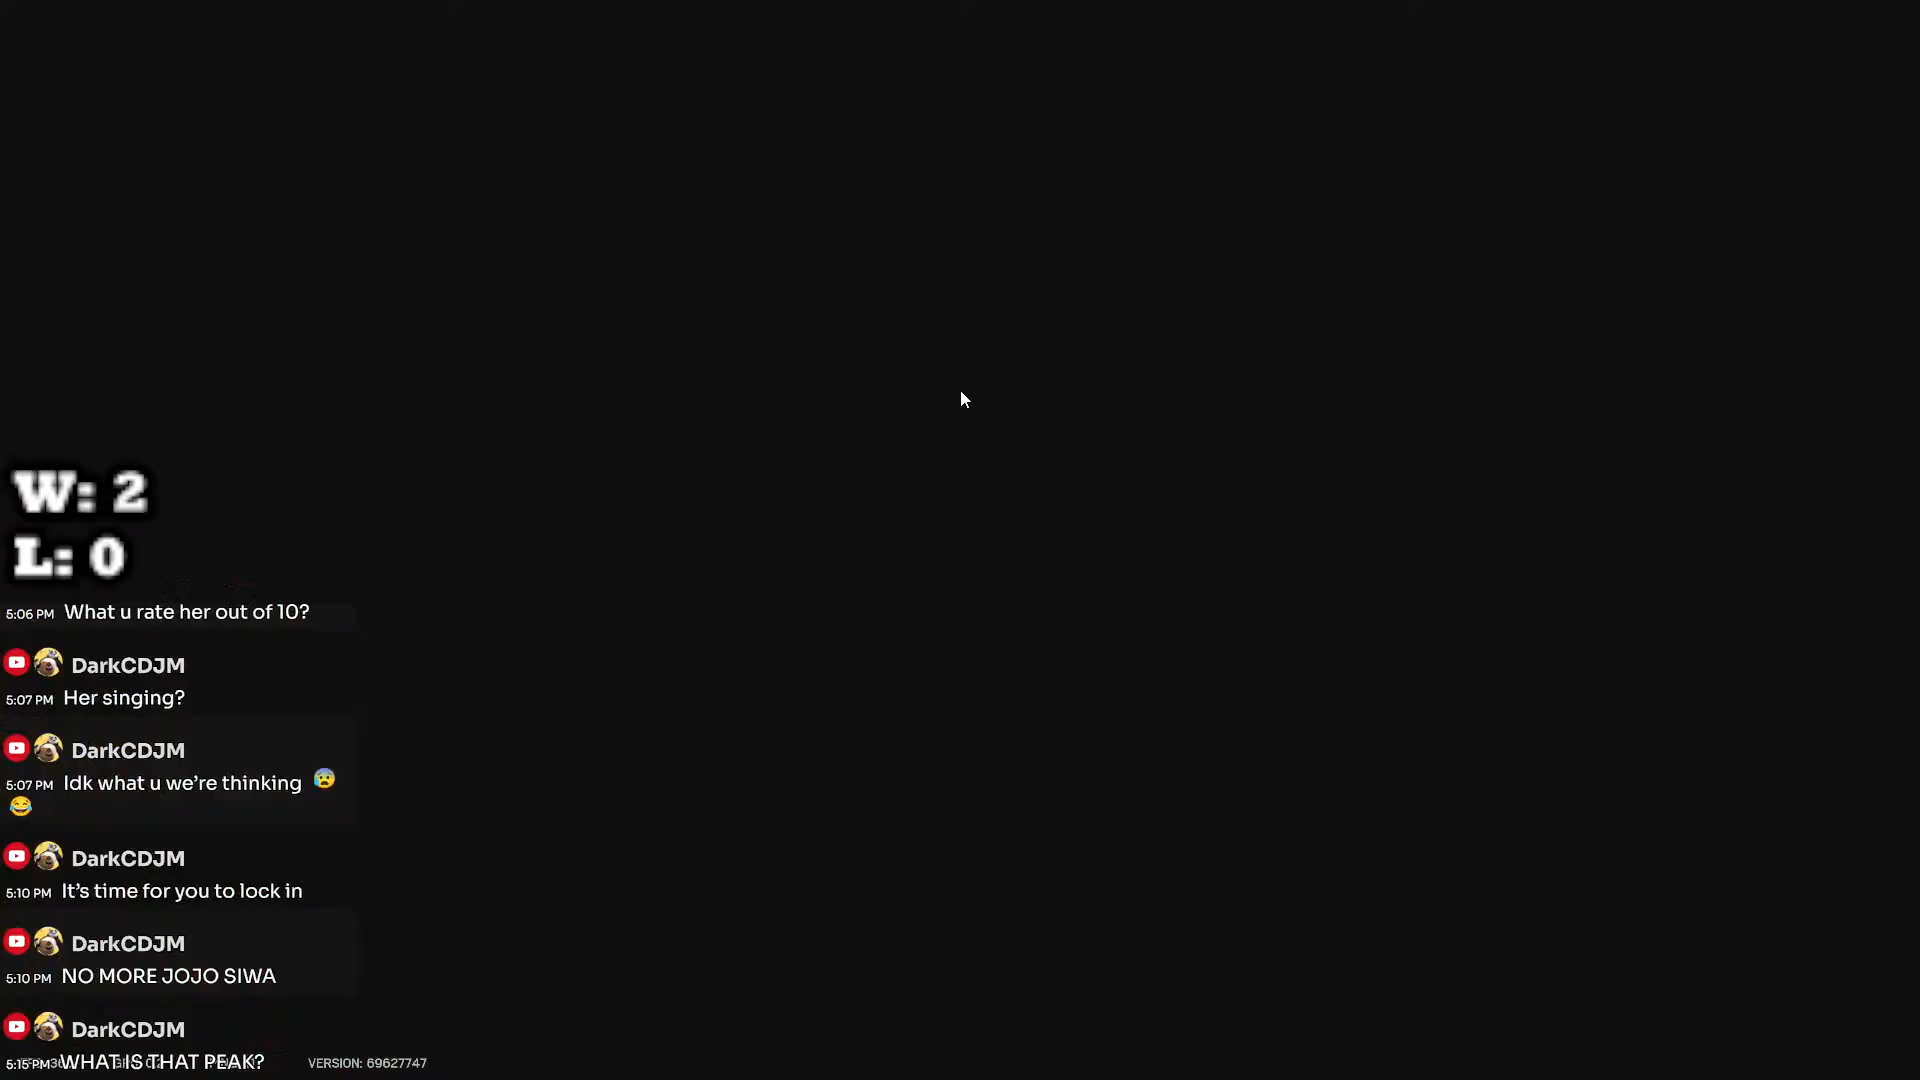 W: 2
L: 0
5:06 PM What u rate her out of 10?
DarkCDJM
5:07 PM Her singing?
DarkCDJM
5:07 PM Idk what u we’re thinking 😰
😂
DarkCDJM
5:10 PM It’s time for you to lock in
DarkCDJM
5:10 PM NO MORE JOJO SIWA
DarkCDJM
5:15 PM WHAT IS THAT PEAK? VERSION: 69627747